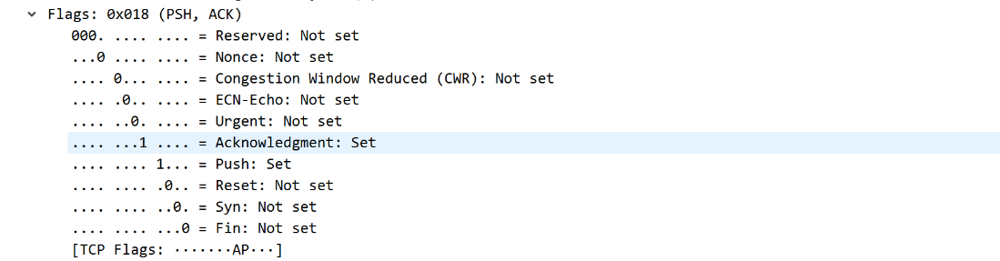 Flags: 0x018 (PSH, ACK)
000. .... .... = Reserved: Not set
...0 .... .... = Nonce: Not set
.... 0... .... = Congestion Window Reduced (CWR): Not set
.... .0.. .... = ECN-Echo: Not set
.... ..0. .... = Urgent: Not set
.... ...1 .... = Acknowledgment: Set
.... .... 1... = Push: Set
.... .... .0.. = Reset: Not set
.... .... ..0. = Syn: Not set
.... .... ...0 = Fin: Not set
[TCP Flags: ·······AP···]